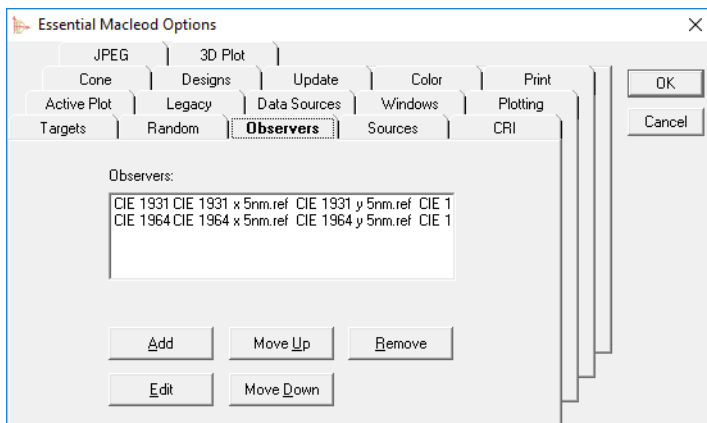 Essential Macleod Options
JPEG 3D Plot
Cone Designs Update Color Print
Active Plot Legacy Data Sources Windows Plotting
Targets Random Observers Sources CRI
OK
Cancel
Observers:
CIE 1931 CIE 1931 x 5nm.ref CIE 1931 y 5nm.ref CIE 1
CIE 1964 CIE 1964 x 5nm.ref CIE 1964 y 5nm.ref CIE 1
Add Move Up Remove
Edit Move Down